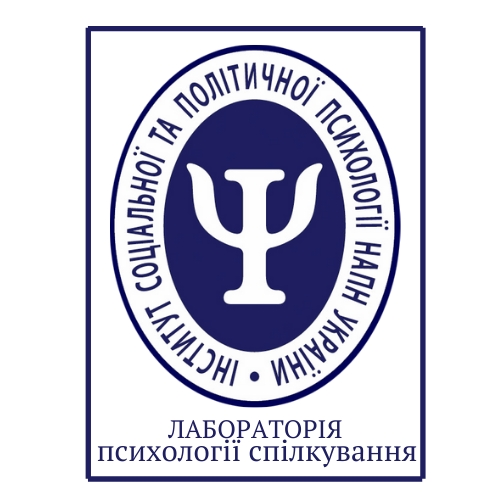 ІНСТИТУТ СОЦІАЛЬНОЇ ТА ПОЛІТИЧНОЇ ПСИХОЛОГІЇ НАПН УКРАЇНИ •
Ψ
ЛАБОРАТОРІЯ
психології спілкування